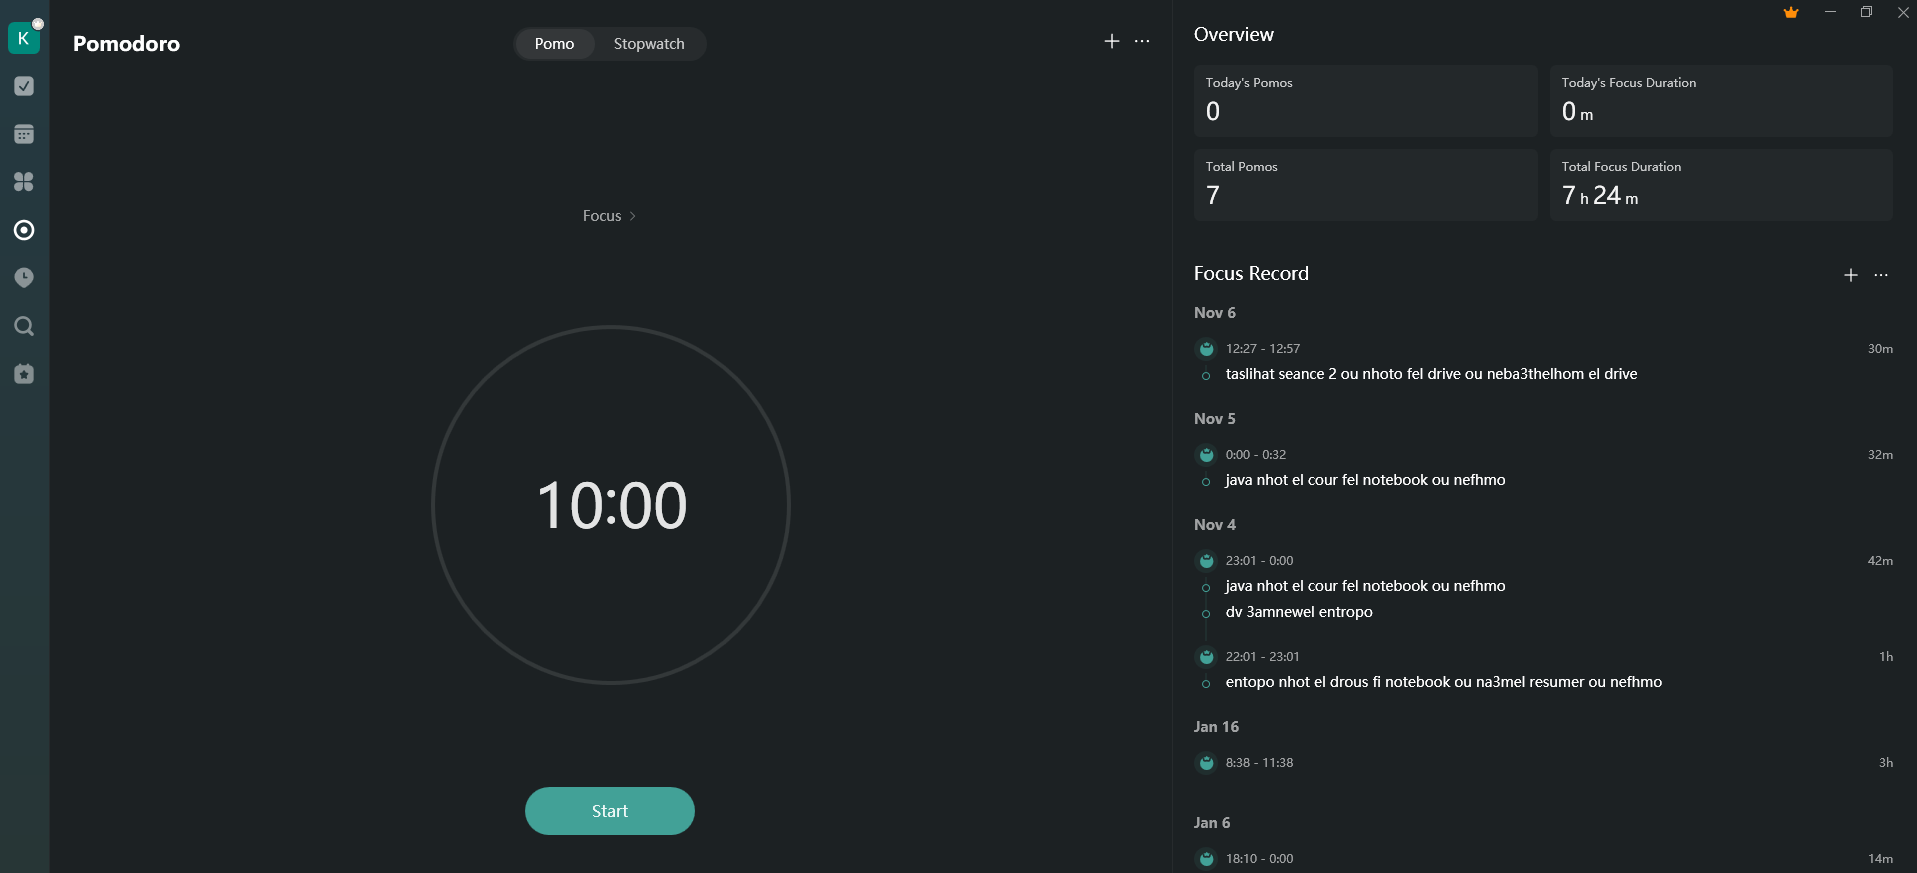 K
Pomodoro
Pomo
Stopwatch
Focus
10:00
Start
Overview
Today's Pomos
0
Today's Focus Duration
0 m
Total Pomos
7
Total Focus Duration
7 h 24 m
Focus Record
Nov 6
12:27 - 12:57 30m
taslihat seance 2 ou nhoto fel drive ou neba3thelhom el drive
Nov 5
0:00 - 0:32 32m
java nhot el cour fel notebook ou nefhmo
Nov 4
23:01 - 0:00 42m
java nhot el cour fel notebook ou nefhmo
dv 3amnewel entropo
22:01 - 23:01 1h
entopo nhot el drous fi notebook ou na3mel resumer ou nefhmo
Jan 16
8:38 - 11:38 3h
Jan 6
18:10 - 0:00 14m